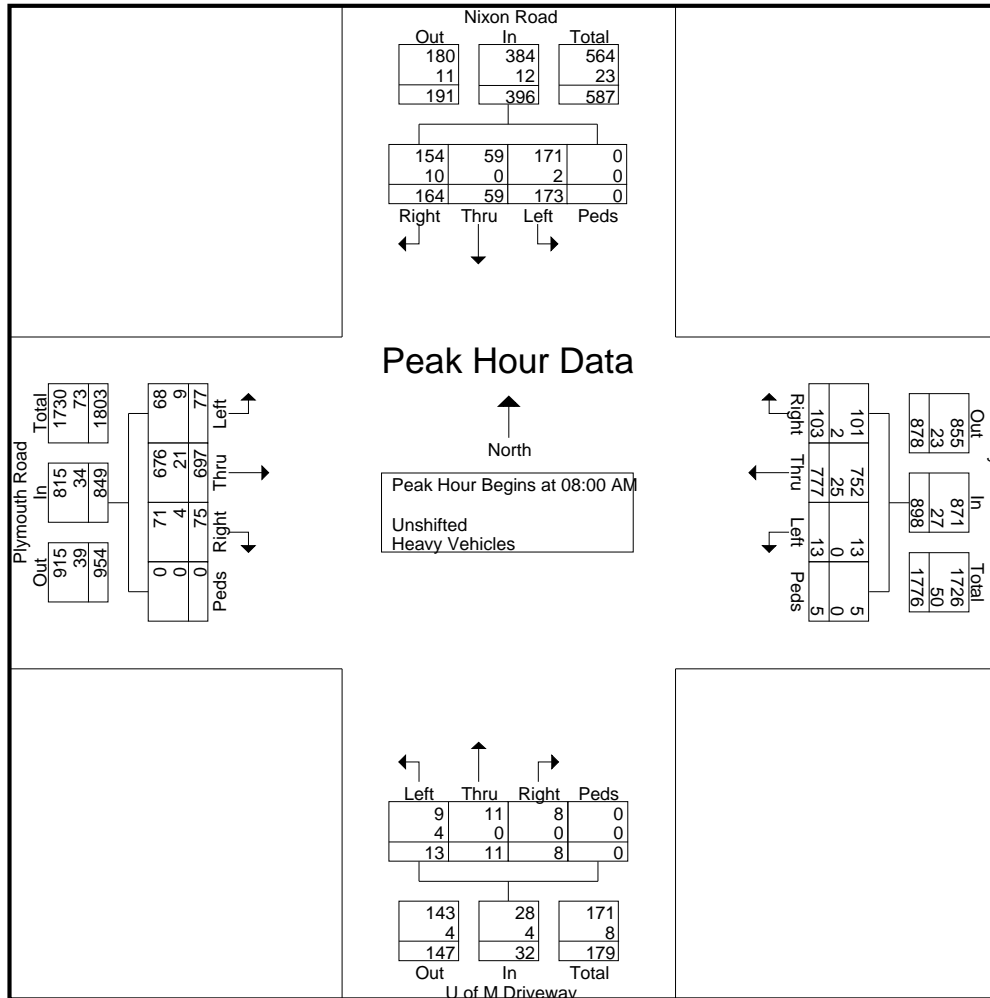 Nixon Road
Out In Total
180 384 564
11 12 23
191 396 587
154 59 171 0
10 0 2 0
164 59 173 0
Right Thru Left Peds
Peak Hour Data
North
Peak Hour Begins at 08:00 AM
Unshifted
Heavy Vehicles
Plymouth Road
Out In Total
915 815 1730
39 34 73
954 849 1803
Peds Right Thru Left
0 71 676 68
0 4 21 9
0 75 697 77
Out In Total
855 871 1726
23 27 50
878 898 1776
101 752 13 5
2 25 0 0
103 777 13 5
Right Thru Left Peds
Left Thru Right Peds
9 11 8 0
4 0 0 0
13 11 8 0
143 28 171
4 4 8
147 32 179
Out In Total
U of M Driveway